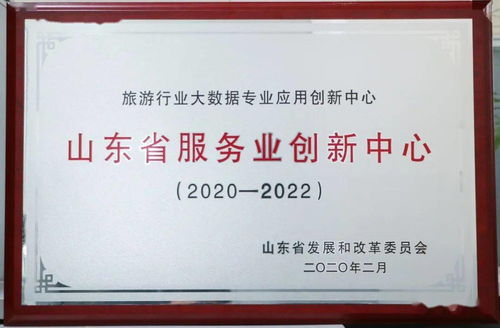 旅游行业大数据专业应用创新中心
山东省服务业创新中心
(2020—2022)
山东省发展和改革委员会
二〇二〇年二月